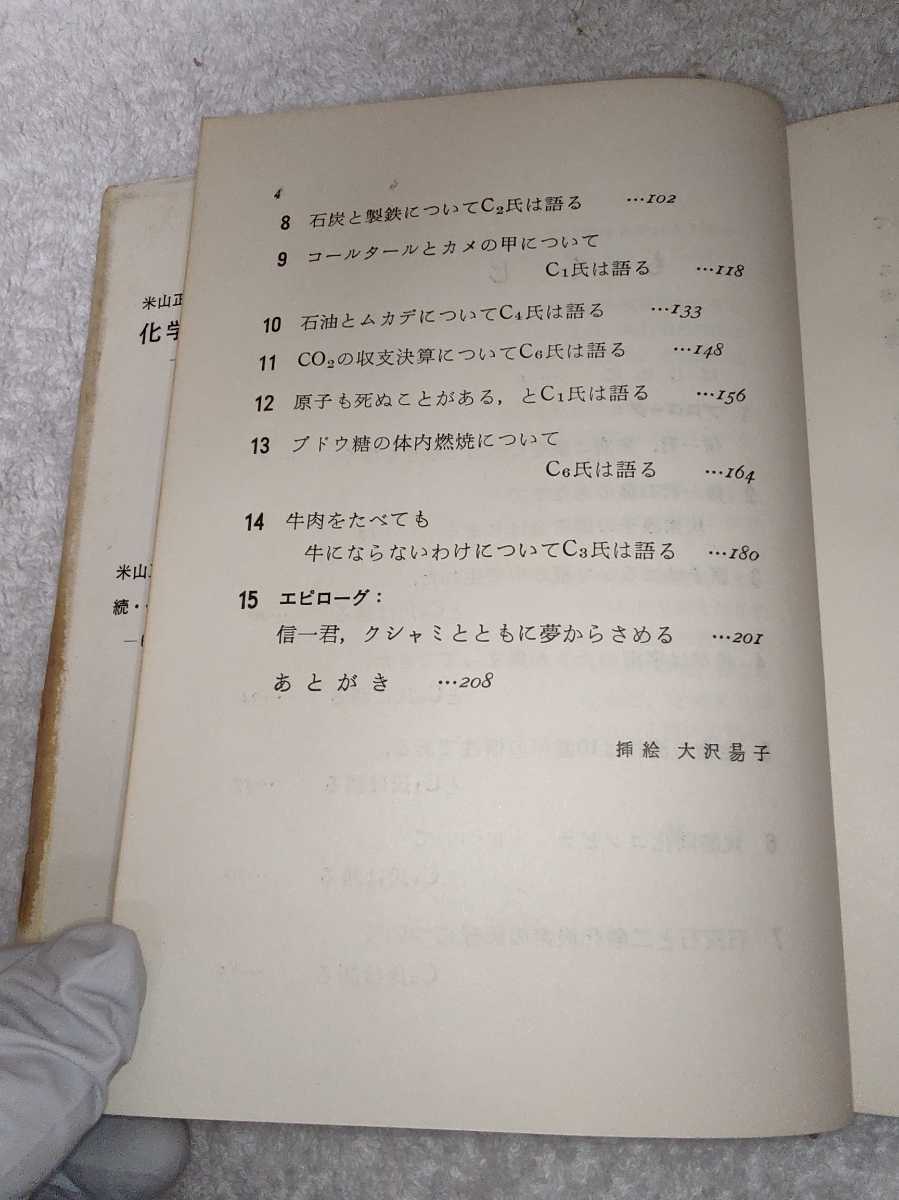 4
8 石炭と製鉄についてC₂氏は語る …102
9 コールタールとカメの甲について
C₁氏は語る …118
10 石油とムカデについてC₄氏は語る …133
11 CO₂の収支決算についてC₆氏は語る …148
12 原子も死ぬことがある，とC₁氏は語る …156
13 ブドウ糖の体内燃焼について
C₆氏は語る …164
14 牛肉をたべても
牛にならないわけについてC₃氏は語る …180
15 エピローグ：
信一君，クシャミとともに夢からさめる …201
あとがき …208
挿絵 大沢昜子
米山正
化学
米山
続・